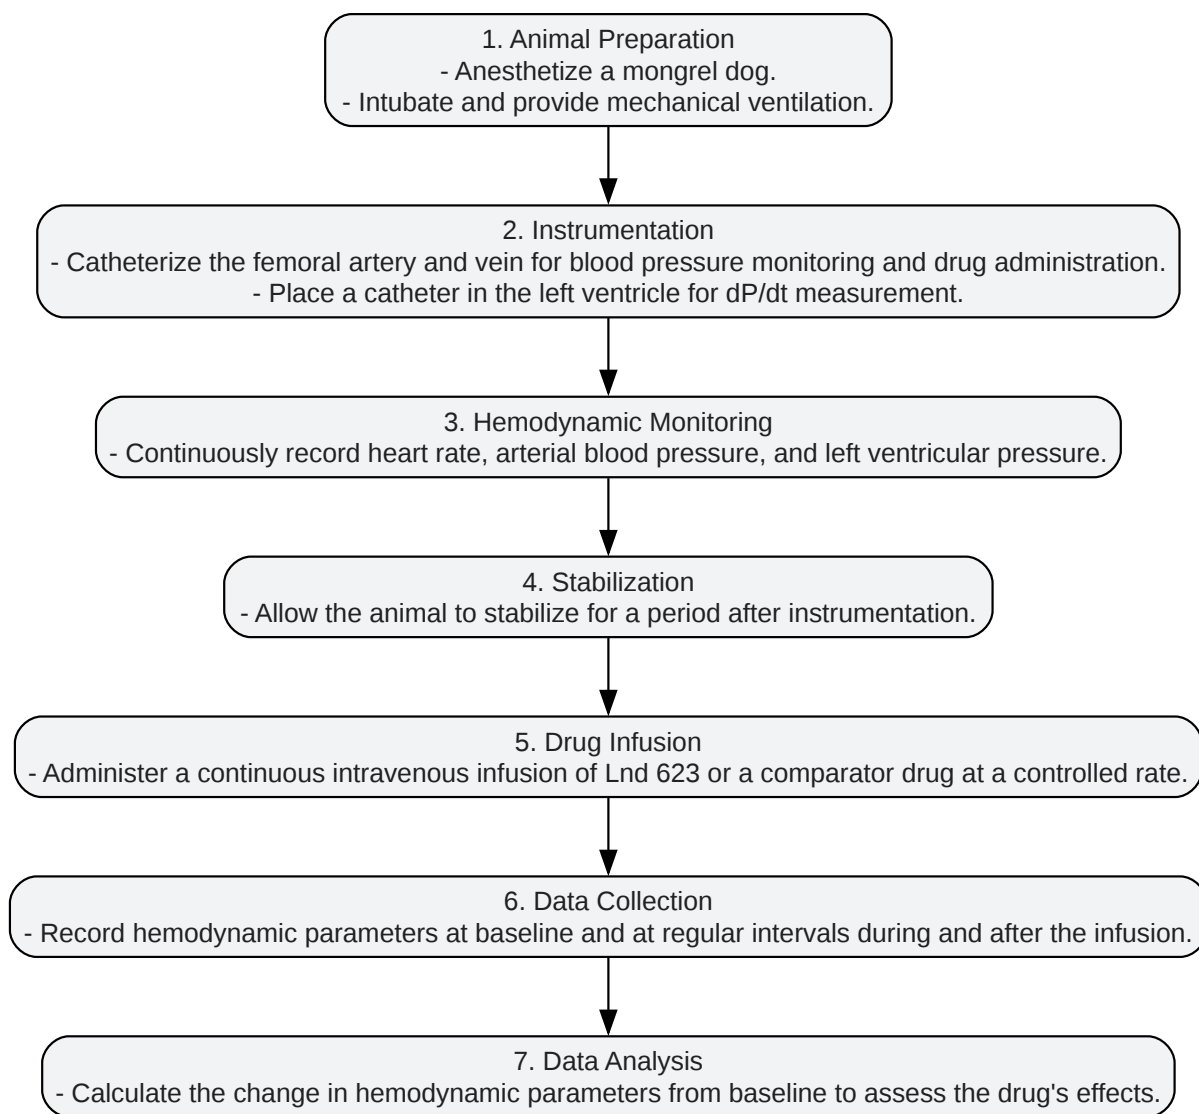 1. Animal Preparation
- Anesthetize a mongrel dog.
- Intubate and provide mechanical ventilation.
2. Instrumentation
- Catheterize the femoral artery and vein for blood pressure monitoring and drug administration.
- Place a catheter in the left ventricle for dP/dt measurement.
3. Hemodynamic Monitoring
- Continuously record heart rate, arterial blood pressure, and left ventricular pressure.
4. Stabilization
- Allow the animal to stabilize for a period after instrumentation.
5. Drug Infusion
- Administer a continuous intravenous infusion of Lnd 623 or a comparator drug at a controlled rate.
6. Data Collection
- Record hemodynamic parameters at baseline and at regular intervals during and after the infusion.
7. Data Analysis
- Calculate the change in hemodynamic parameters from baseline to assess the drug's effects.